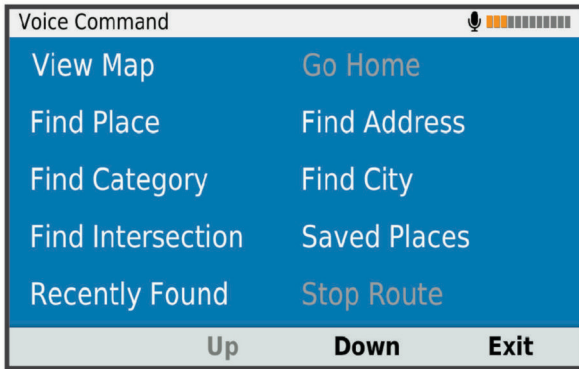 Voice Command
View Map Go Home
Find Place Find Address
Find Category Find City
Find Intersection Saved Places
Recently Found Stop Route
Up Down Exit